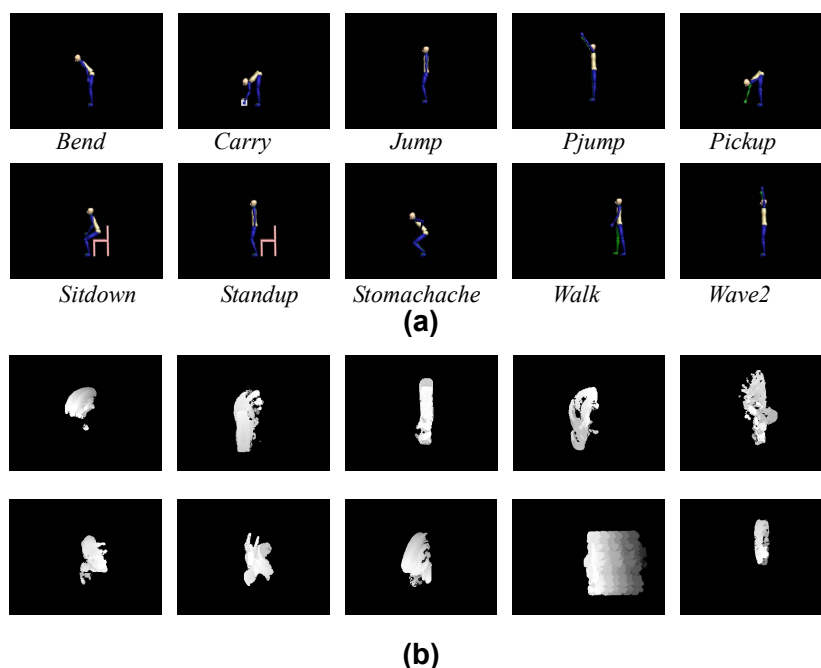 Bend Carry Jump Pjump Pickup
Sitdown Standup Stomachache Walk Wave2
(a)
(b)